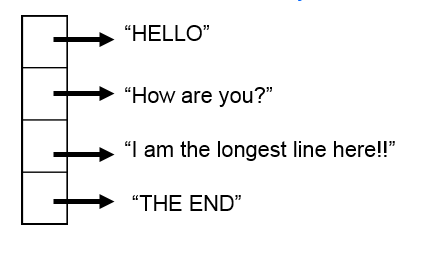 “HELLO”
“How are you?”
“I am the longest line here!!”
“THE END”